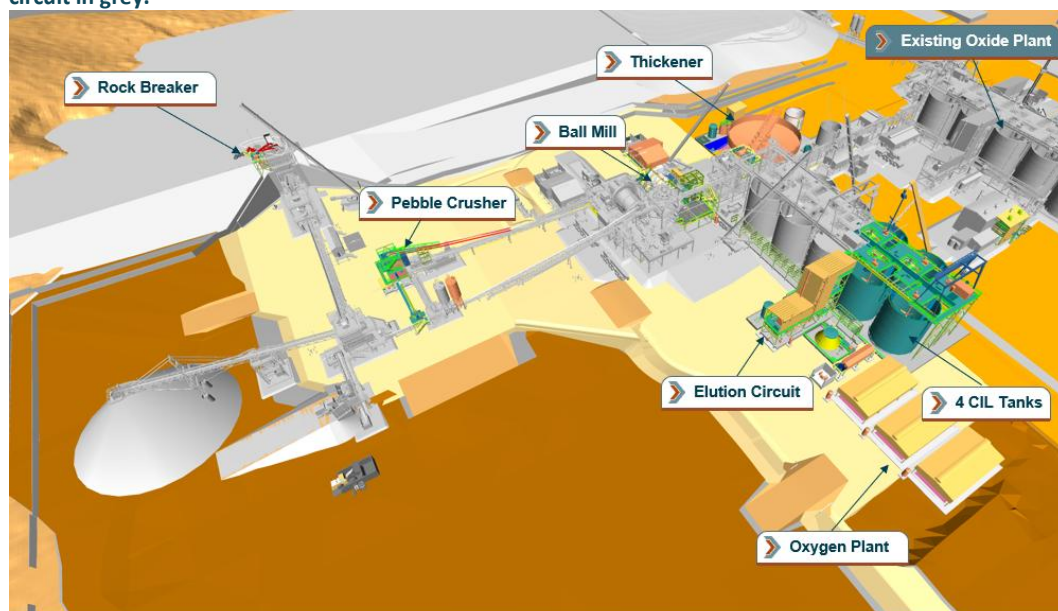 circuit in grey.
Existing Oxide Plant
Thickener
Rock Breaker
Ball Mill
Pebble Crusher
Elution Circuit
4 CIL Tanks
Oxygen Plant